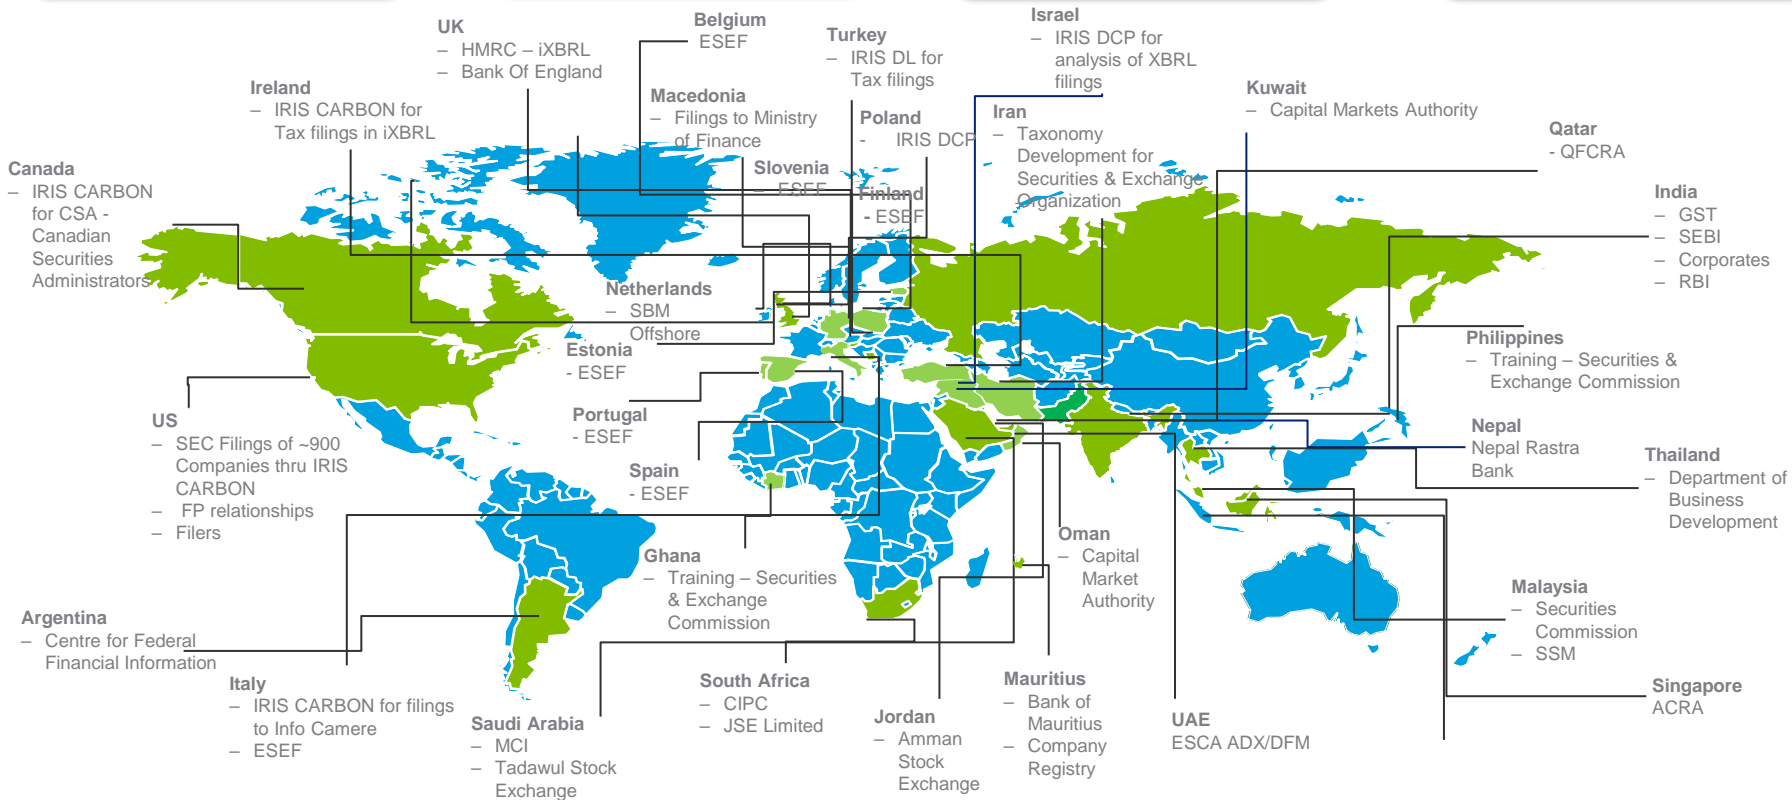 UK
– HMRC – iXBRL
– Bank Of England
Belgium
ESEF
Turkey
– IRIS DL for
Tax filings
Israel
– IRIS DCP for
analysis of XBRL
filings
Ireland
– IRIS CARBON for
Tax filings in iXBRL
Macedonia
– Filings to Ministry
of Finance
Poland
- IRIS DCP
Iran
– Taxonomy
Development for
Securities & Exchange
Organization
Kuwait
– Capital Markets Authority
Qatar
- QFCRA
Canada
– IRIS CARBON
for CSA -
Canadian
Securities
Administrators
Slovenia
– ESEF
Finland
- ESEF
India
– GST
– SEBI
– Corporates
– RBI
Netherlands
– SBM
Offshore
Estonia
- ESEF
Philippines
– Training – Securities &
Exchange Commission
US
– SEC Filings of ~900
Companies thru IRIS
CARBON
– FP relationships
– Filers
Portugal
- ESEF
Spain
- ESEF
Nepal
Nepal Rastra
Bank
Thailand
– Department of
Business
Development
Ghana
– Training – Securities
& Exchange
Commission
Oman
– Capital
Market
Authority
Malaysia
– Securities
Commission
– SSM
Argentina
– Centre for Federal
Financial Information
Italy
– IRIS CARBON for filings
to Info Camere
– ESEF
Saudi Arabia
– MCI
– Tadawul Stock
Exchange
South Africa
– CIPC
– JSE Limited
Jordan
– Amman
Stock
Exchange
Mauritius
– Bank of
Mauritius
– Company
Registry
UAE
ESCA ADX/DFM
Singapore
ACRA